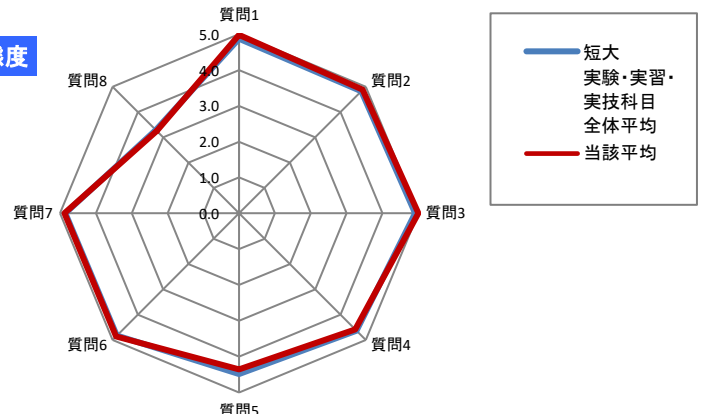 質問1
5.0
態度
4.0
質問8
質問2
3.0
2.0
1.0
質問7
0.0
質問3
質問6
質問4
質問5
短大
実験・実習・
実技科目
全体平均
当該平均